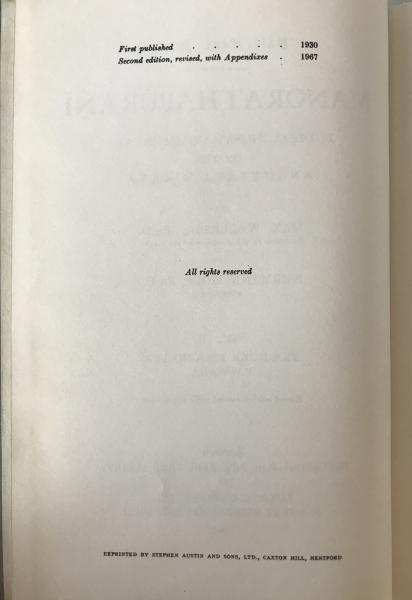 First published . . . . . 1930
Second edition, revised, with Appendixes . 1967
All rights reserved
REPRINTED BY STEPHEN AUSTIN AND SONS, LTD., CAXTON HILL, HERTFORD